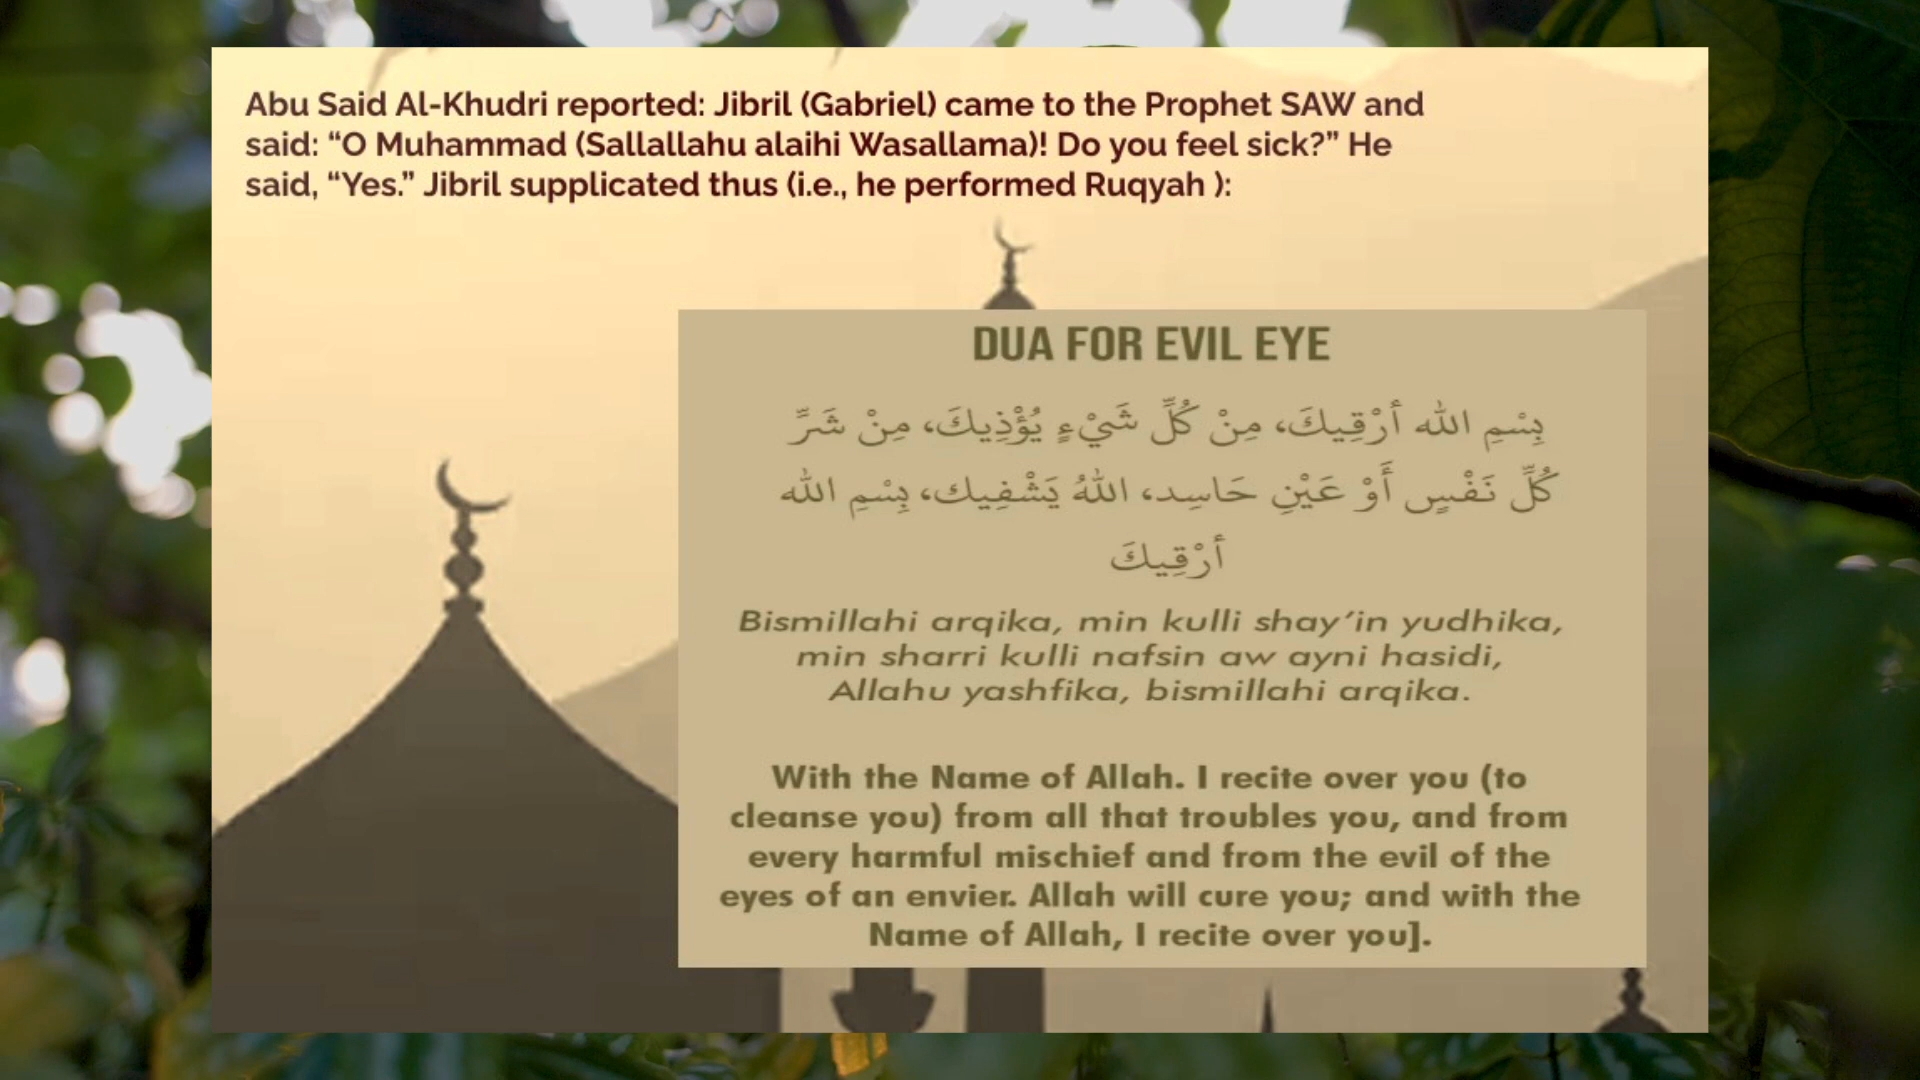 Abu Said Al-Khudri reported: Jibril (Gabriel) came to the Prophet SAW and
said: “O Muhammad (Sallallahu alaihi Wasallama)! Do you feel sick?” He
said, “Yes.” Jibril supplicated thus (i.e., he performed Ruqyah ):
DUA FOR EVIL EYE
بِسْمِ الله أرْقِيكَ، مِنْ كُلِّ شَيْءٍ يُؤْذِيكَ، مِنْ شَرِّ
كُلِّ نَفْسٍ أَوْ عَيْنِ حَاسِد، اللهُ يَشْفِيك، بِسْمِ الله
أرْقِيكَ
Bismillahi arqika, min kulli shay’in yudhika,
min sharri kulli nafsin aw ayni hasidi,
Allahu yashfika, bismillahi arqika.
With the Name of Allah. I recite over you (to
cleanse you) from all that troubles you, and from
every harmful mischief and from the evil of the
eyes of an envier. Allah will cure you; and with the
Name of Allah, I recite over you].